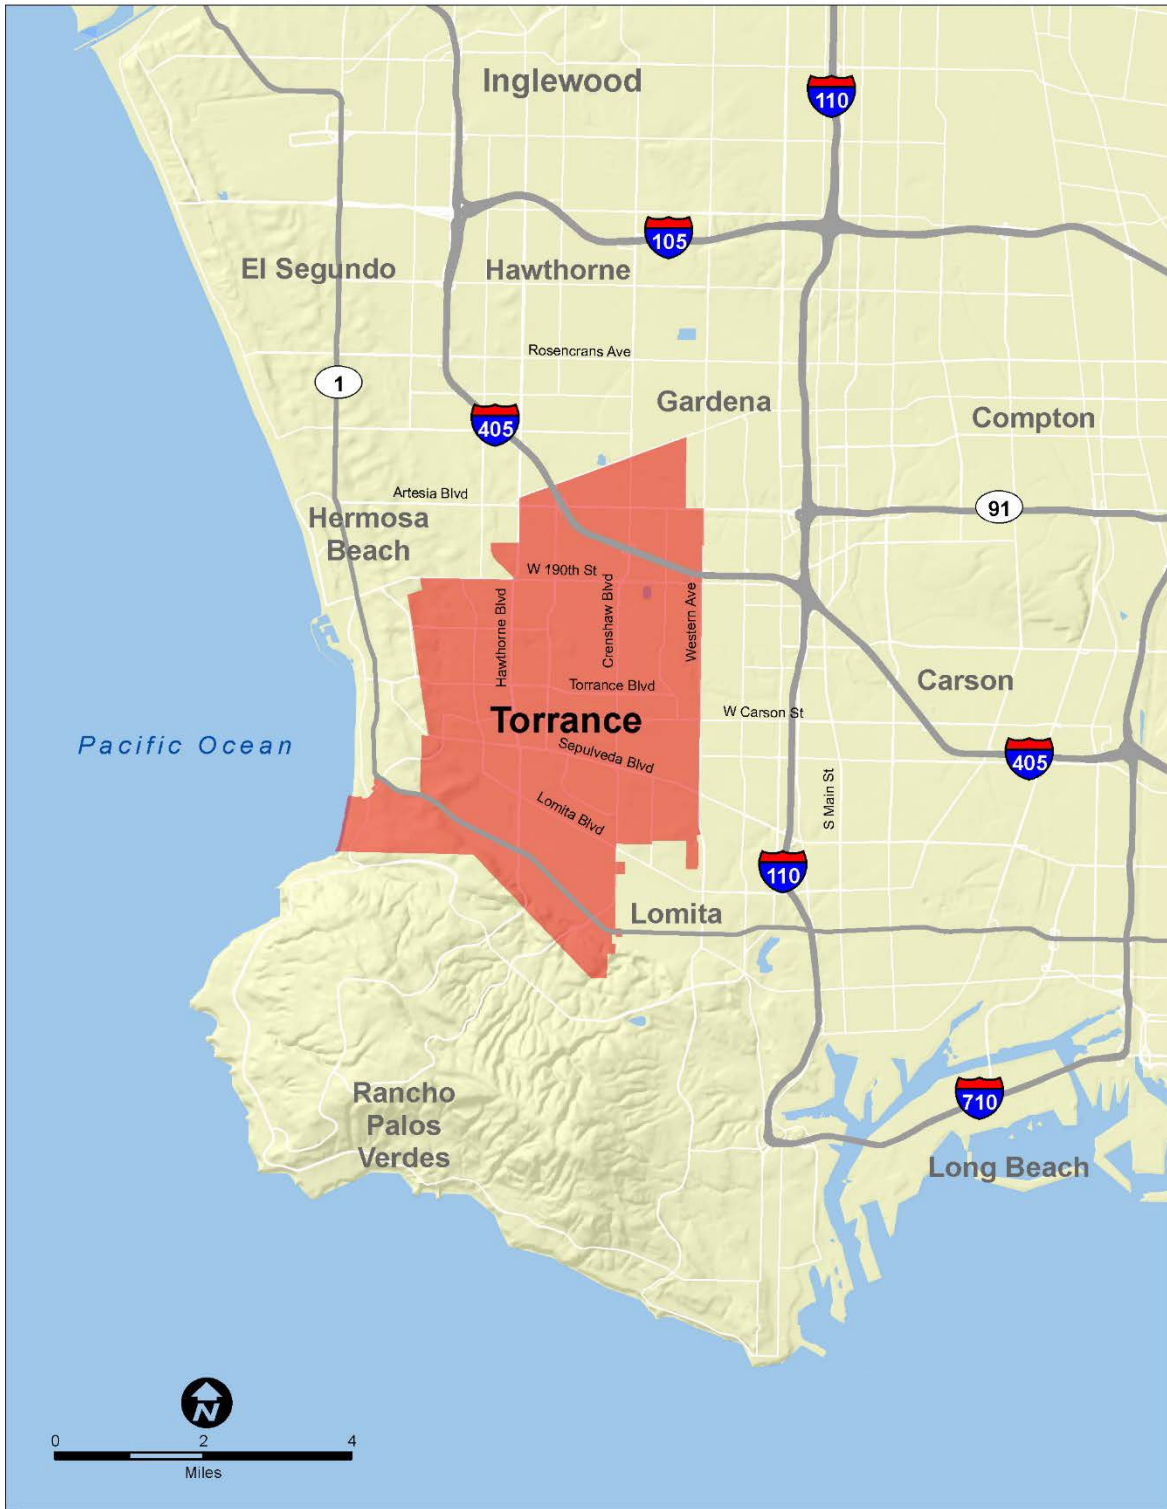 Inglewood
110
105
El Segundo
Hawthorne
Rosencrans Ave
1
Gardena
405
Compton
Artesia Blvd
91
Hermosa
Beach
W 190th St
Hawthorne Blvd
Crenshaw Blvd
Western Ave
Torrance Blvd
Carson
W Carson St
Torrance
Pacific Ocean
Sepulveda Blvd
405
Lomita Blvd
S Main St
110
Lomita
Rancho
Palos
Verdes
710
Long Beach
N
0 2 4
Miles